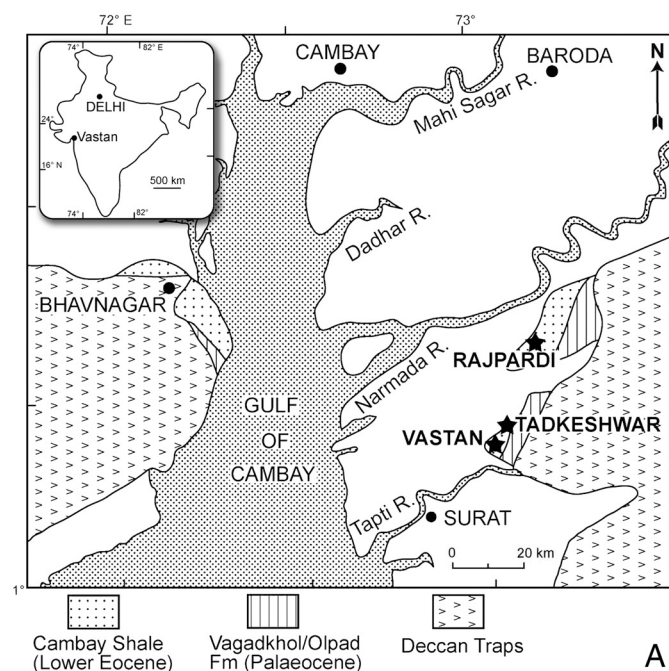 72° E
73°
74°
82° E
DELHI
24°
Vastan
16° N
500 km
74°
82°
CAMBAY
BARODA
N
Mahi Sagar R.
Dadhar R.
BHAVNAGAR
RAJPARDI
Narmada R.
GULF
OF
CAMBAY
TADKESHWAR
VASTAN
Tapti R.
SURAT
0 20 km
1°
Cambay Shale
(Lower Eocene)
Vagadkhol/Olpad
Fm (Palaeocene)
Deccan Traps
A